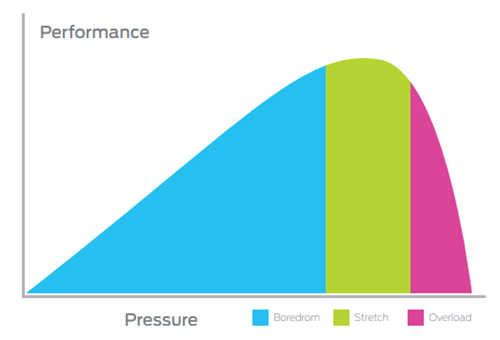 Performance
Pressure
Boredrom
Stretch
Overload